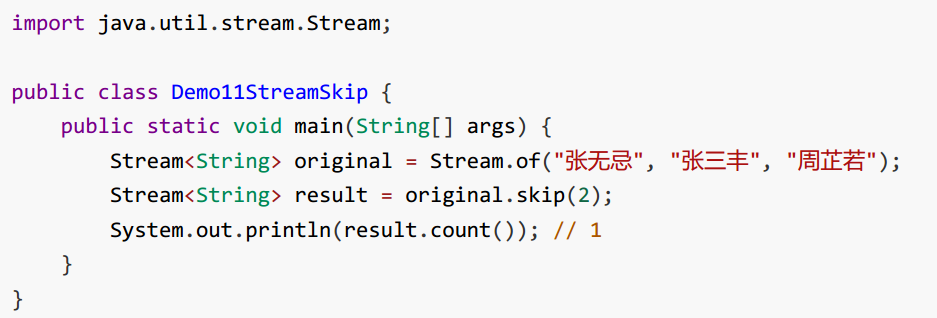 import java.util.stream.Stream;
public class Demo11StreamSkip {
    public static void main(String[] args) {
        Stream<String> original = Stream.of("张无忌", "张三丰", "周芷若");
        Stream<String> result = original.skip(2);
        System.out.println(result.count()); // 1
    }
}